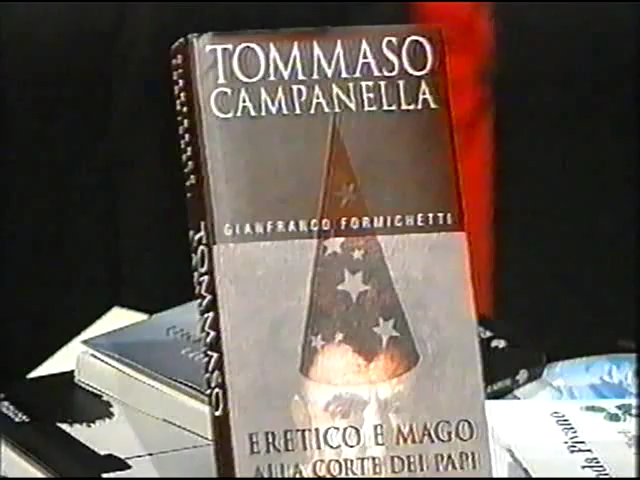 TOMMASO
CAMPANELLA
GIANFRANCO FORMICHETTI
ERETICO E MAGO
ALLA CORTE DEI PAPI
TOMMASO